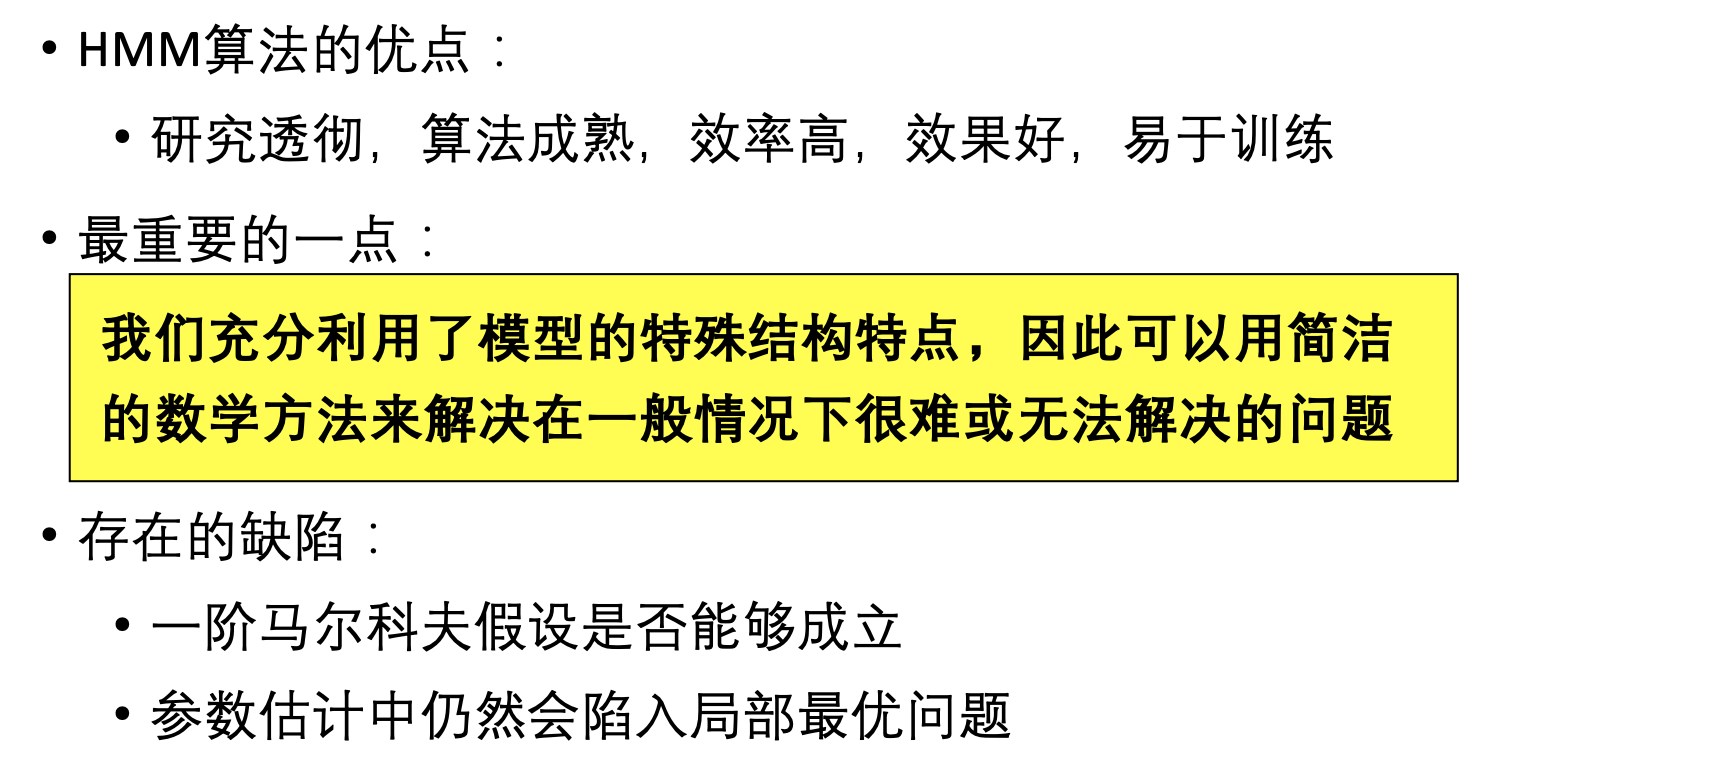 • HMM算法的优点：
• 研究透彻，算法成熟，效率高，效果好，易于训练
• 最重要的一点：
我们充分利用了模型的特殊结构特点，因此可以用简洁
的数学方法来解决在一般情况下很难或无法解决的问题
• 存在的缺陷：
• 一阶马尔科夫假设是否能够成立
• 参数估计中仍然会陷入局部最优问题